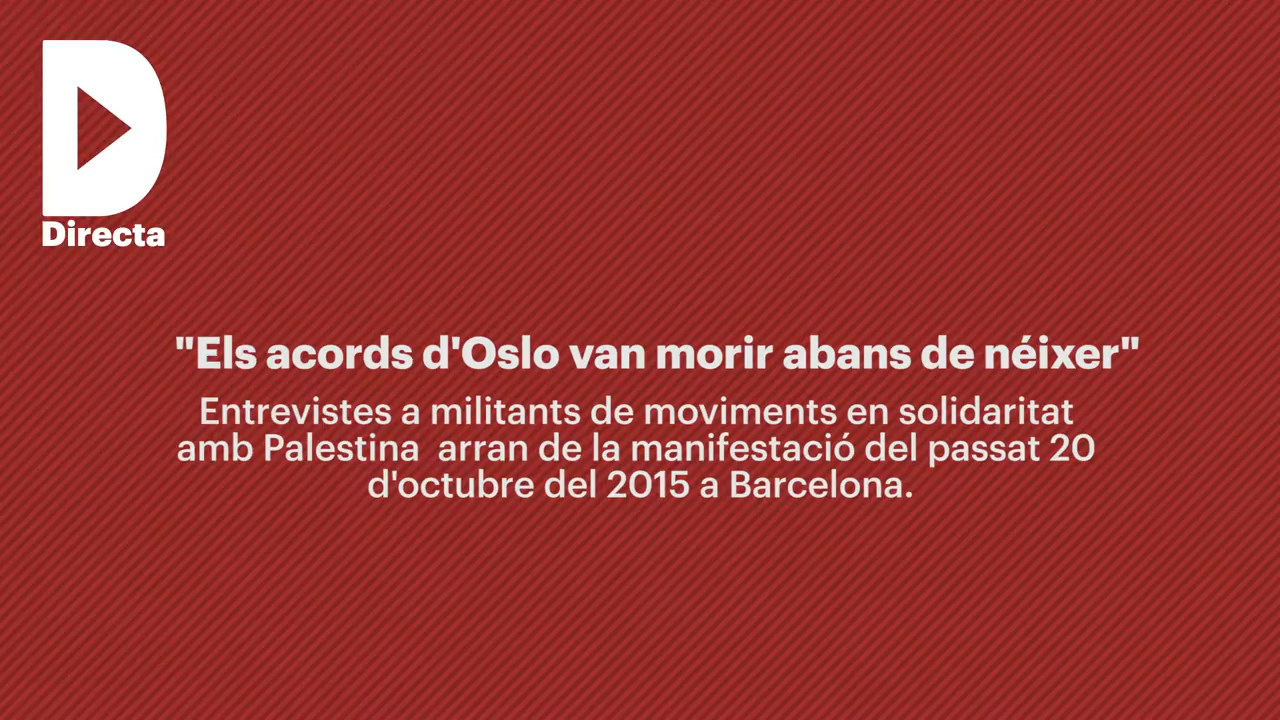 Directa
"Els acords d'Oslo van morir abans de néixer"
Entrevistes a militants de moviments en solidaritat
amb Palestina  arran de la manifestació del passat 20
d'octubre del 2015 a Barcelona.